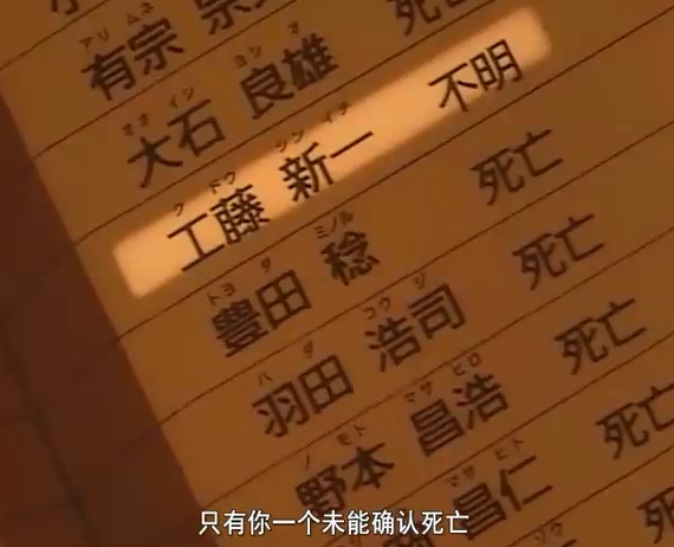 アリ ムネ
有宗
死亡
オオ イシ ヨシ オ
大石 良雄
ク ドウ シン イチ
工藤 新一 不明
トヨ ダ ミノル
豊田 稔 死亡
ハ ダ コウ ジ
羽田 浩司 死亡
ノ モト マサ ヒロ
野本 昌浩 死亡
マサ ヒト
昌仁 死亡
死
只有你一个未能确认死亡